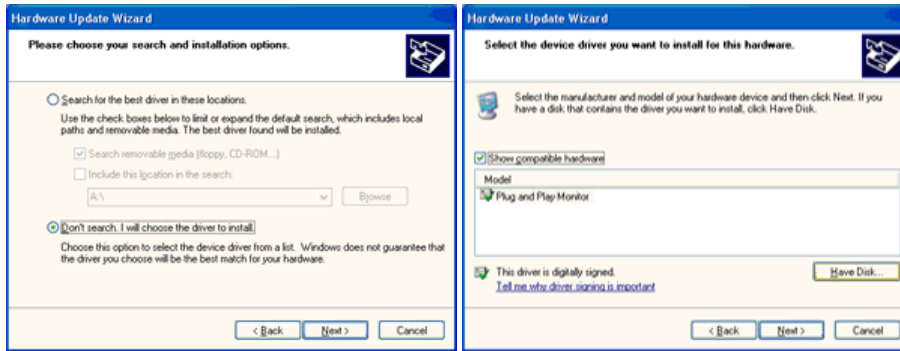 Hardware Update Wizard
Please choose your search and installation options.
Search for the best driver in these locations.
Use the check boxes below to limit or expand the default search, which includes local
paths and removable media. The best driver found will be installed.
Search removable media (floppy, CD-ROM...)
Include this location in the search:
A:\
Browse
Don't search. I will choose the driver to install.
Choose this option to select the device driver from a list. Windows does not guarantee that
the driver you choose will be the best match for your hardware.
< Back
Next >
Cancel
Hardware Update Wizard
Select the device driver you want to install for this hardware.
Select the manufacturer and model of your hardware device and then click Next. If you
have a disk that contains the driver you want to install, click Have Disk.
Show compatible hardware
Model
Plug and Play Monitor
This driver is digitally signed.
Tell me why driver signing is important
Have Disk...
< Back
Next >
Cancel